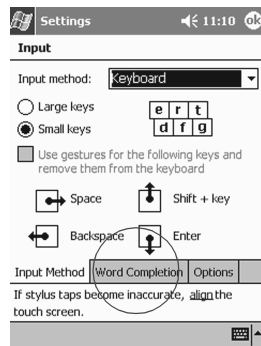 Settings 11:10 ok
Input
Input method: Keyboard
Large keys
Small keys
e r t
d f g
Use gestures for the following keys and
remove them from the keyboard
Space Shift + key
Backspace Enter
Input Method Word Completion Options
If stylus taps become inaccurate, align the
touch screen.